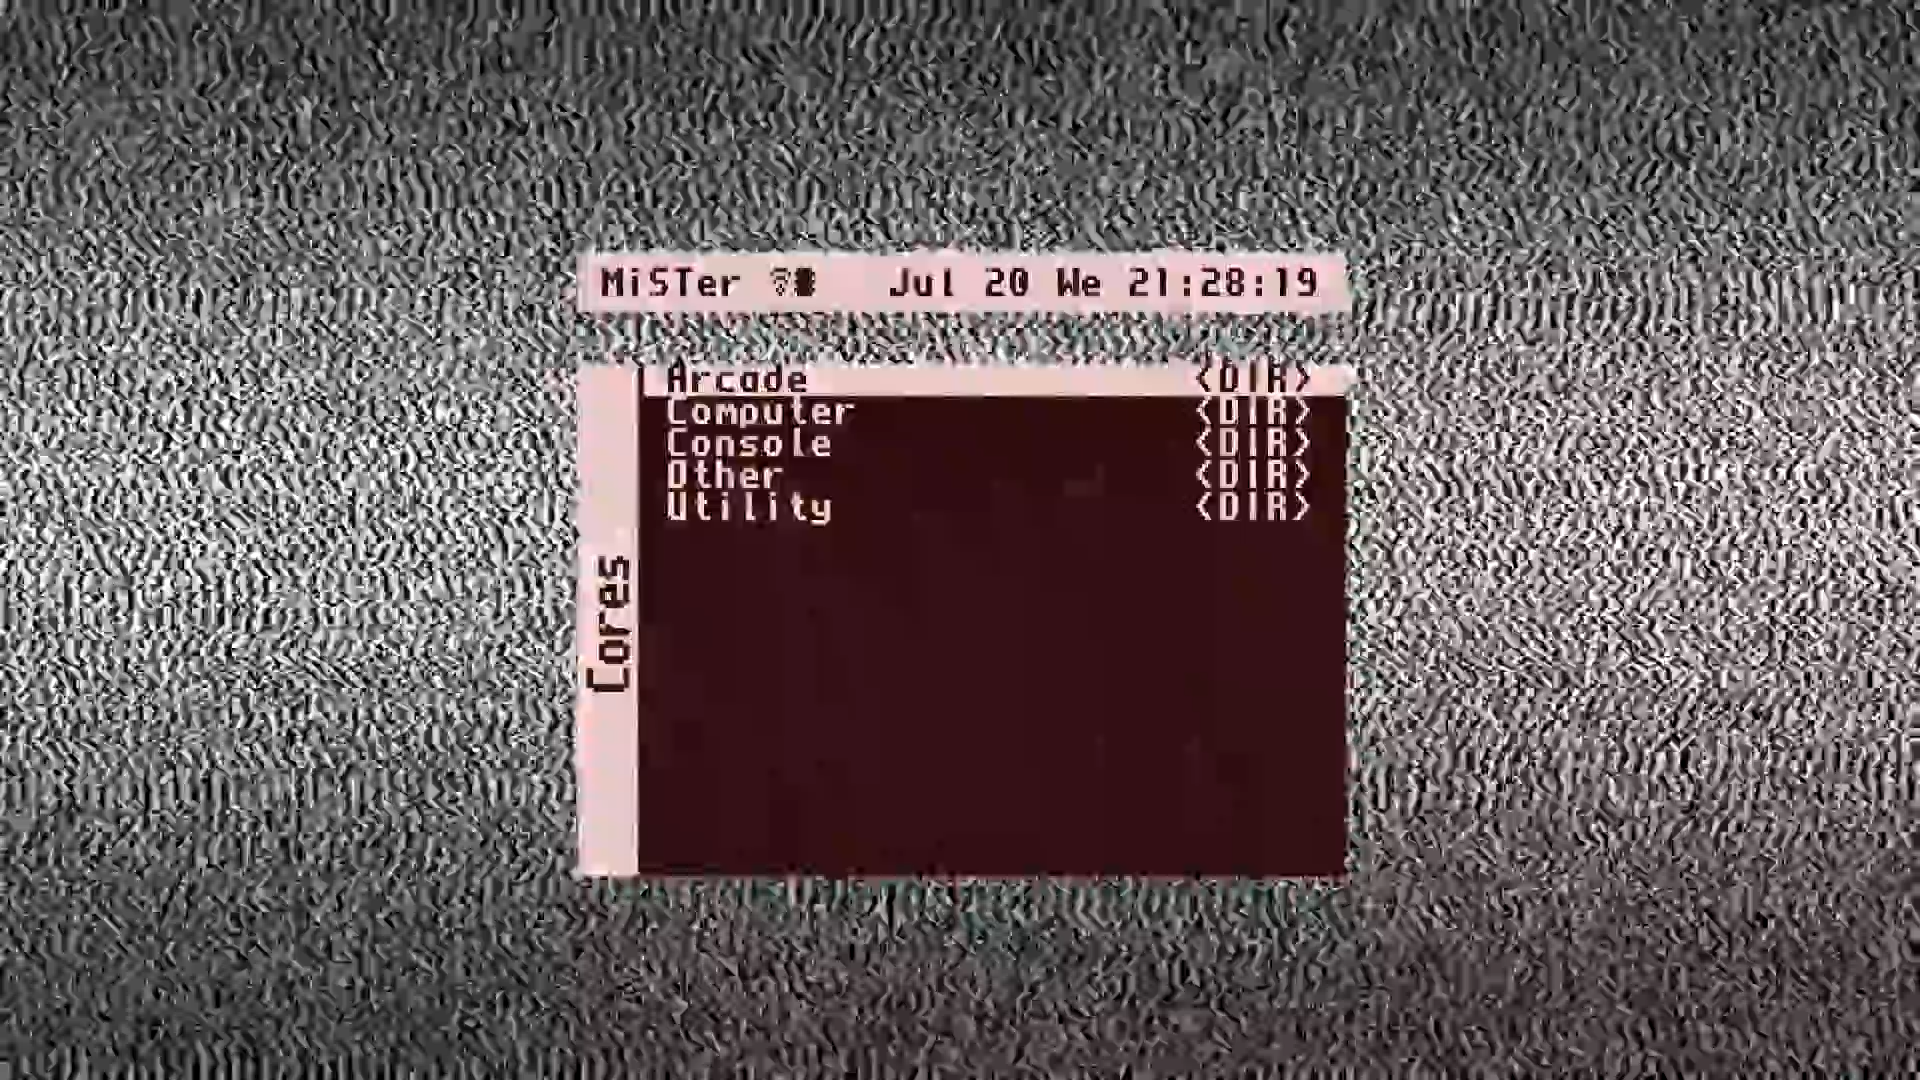 MiSTer Jul 20 We 21:28:19
Arcade <DIR>
Computer <DIR>
Console <DIR>
Other <DIR>
Utility <DIR>
Cores